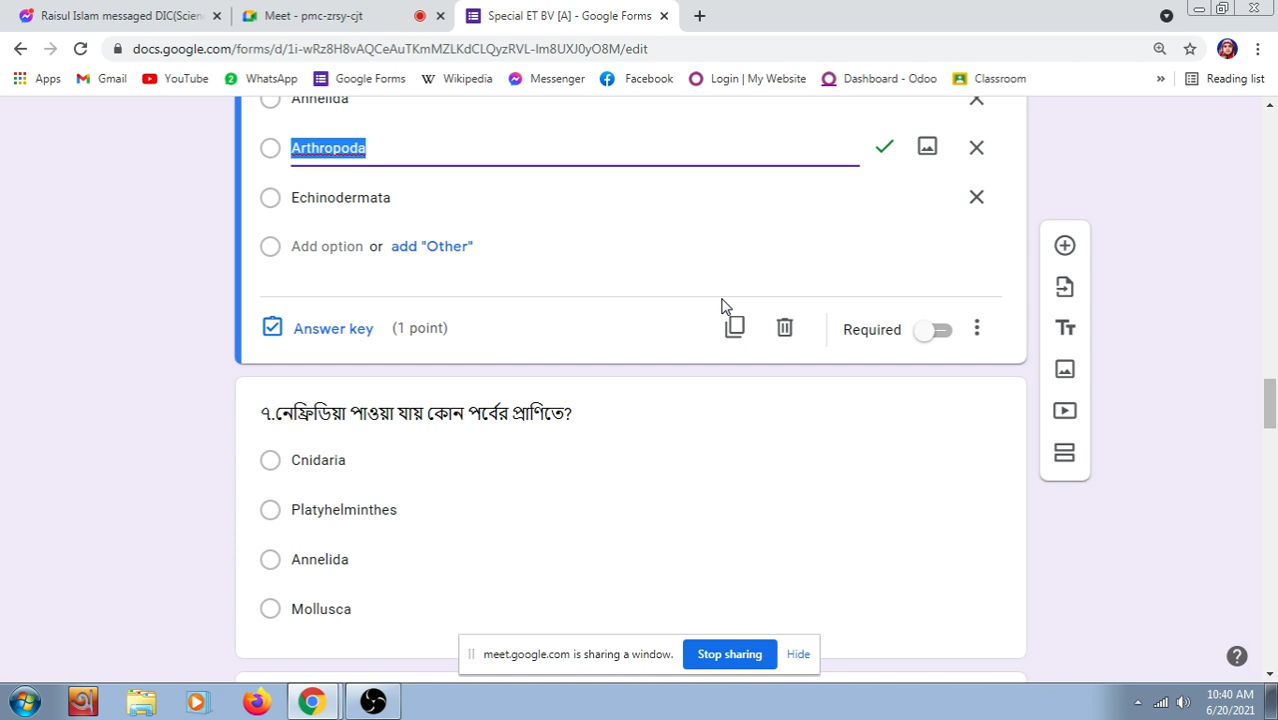 Raisul Islam messaged DIC(Scien
Meet - pmc-zrsy-cjt
Special ET BV [A] - Google Forms
docs.google.com/forms/d/1i-wRz8H8vAQCeAuTKmMZLKdCLQyzRVL-Im8UXJ0yO8M/edit
Apps
Gmail
YouTube
2 WhatsApp
Google Forms
W Wikipedia
Messenger
Facebook
Login | My Website
Dashboard - Odoo
Classroom
»
Reading list
Annelida
Arthropoda
Echinodermata
Add option or add "Other"
Answer key (1 point)
Required
৭.নেফ্রিডিয়া পাওয়া যায় কোন পর্বের প্রাণিতে?
Cnidaria
Platyhelminthes
Annelida
Mollusca
meet.google.com is sharing a window.
Stop sharing
Hide
10:40 AM
6/20/2021